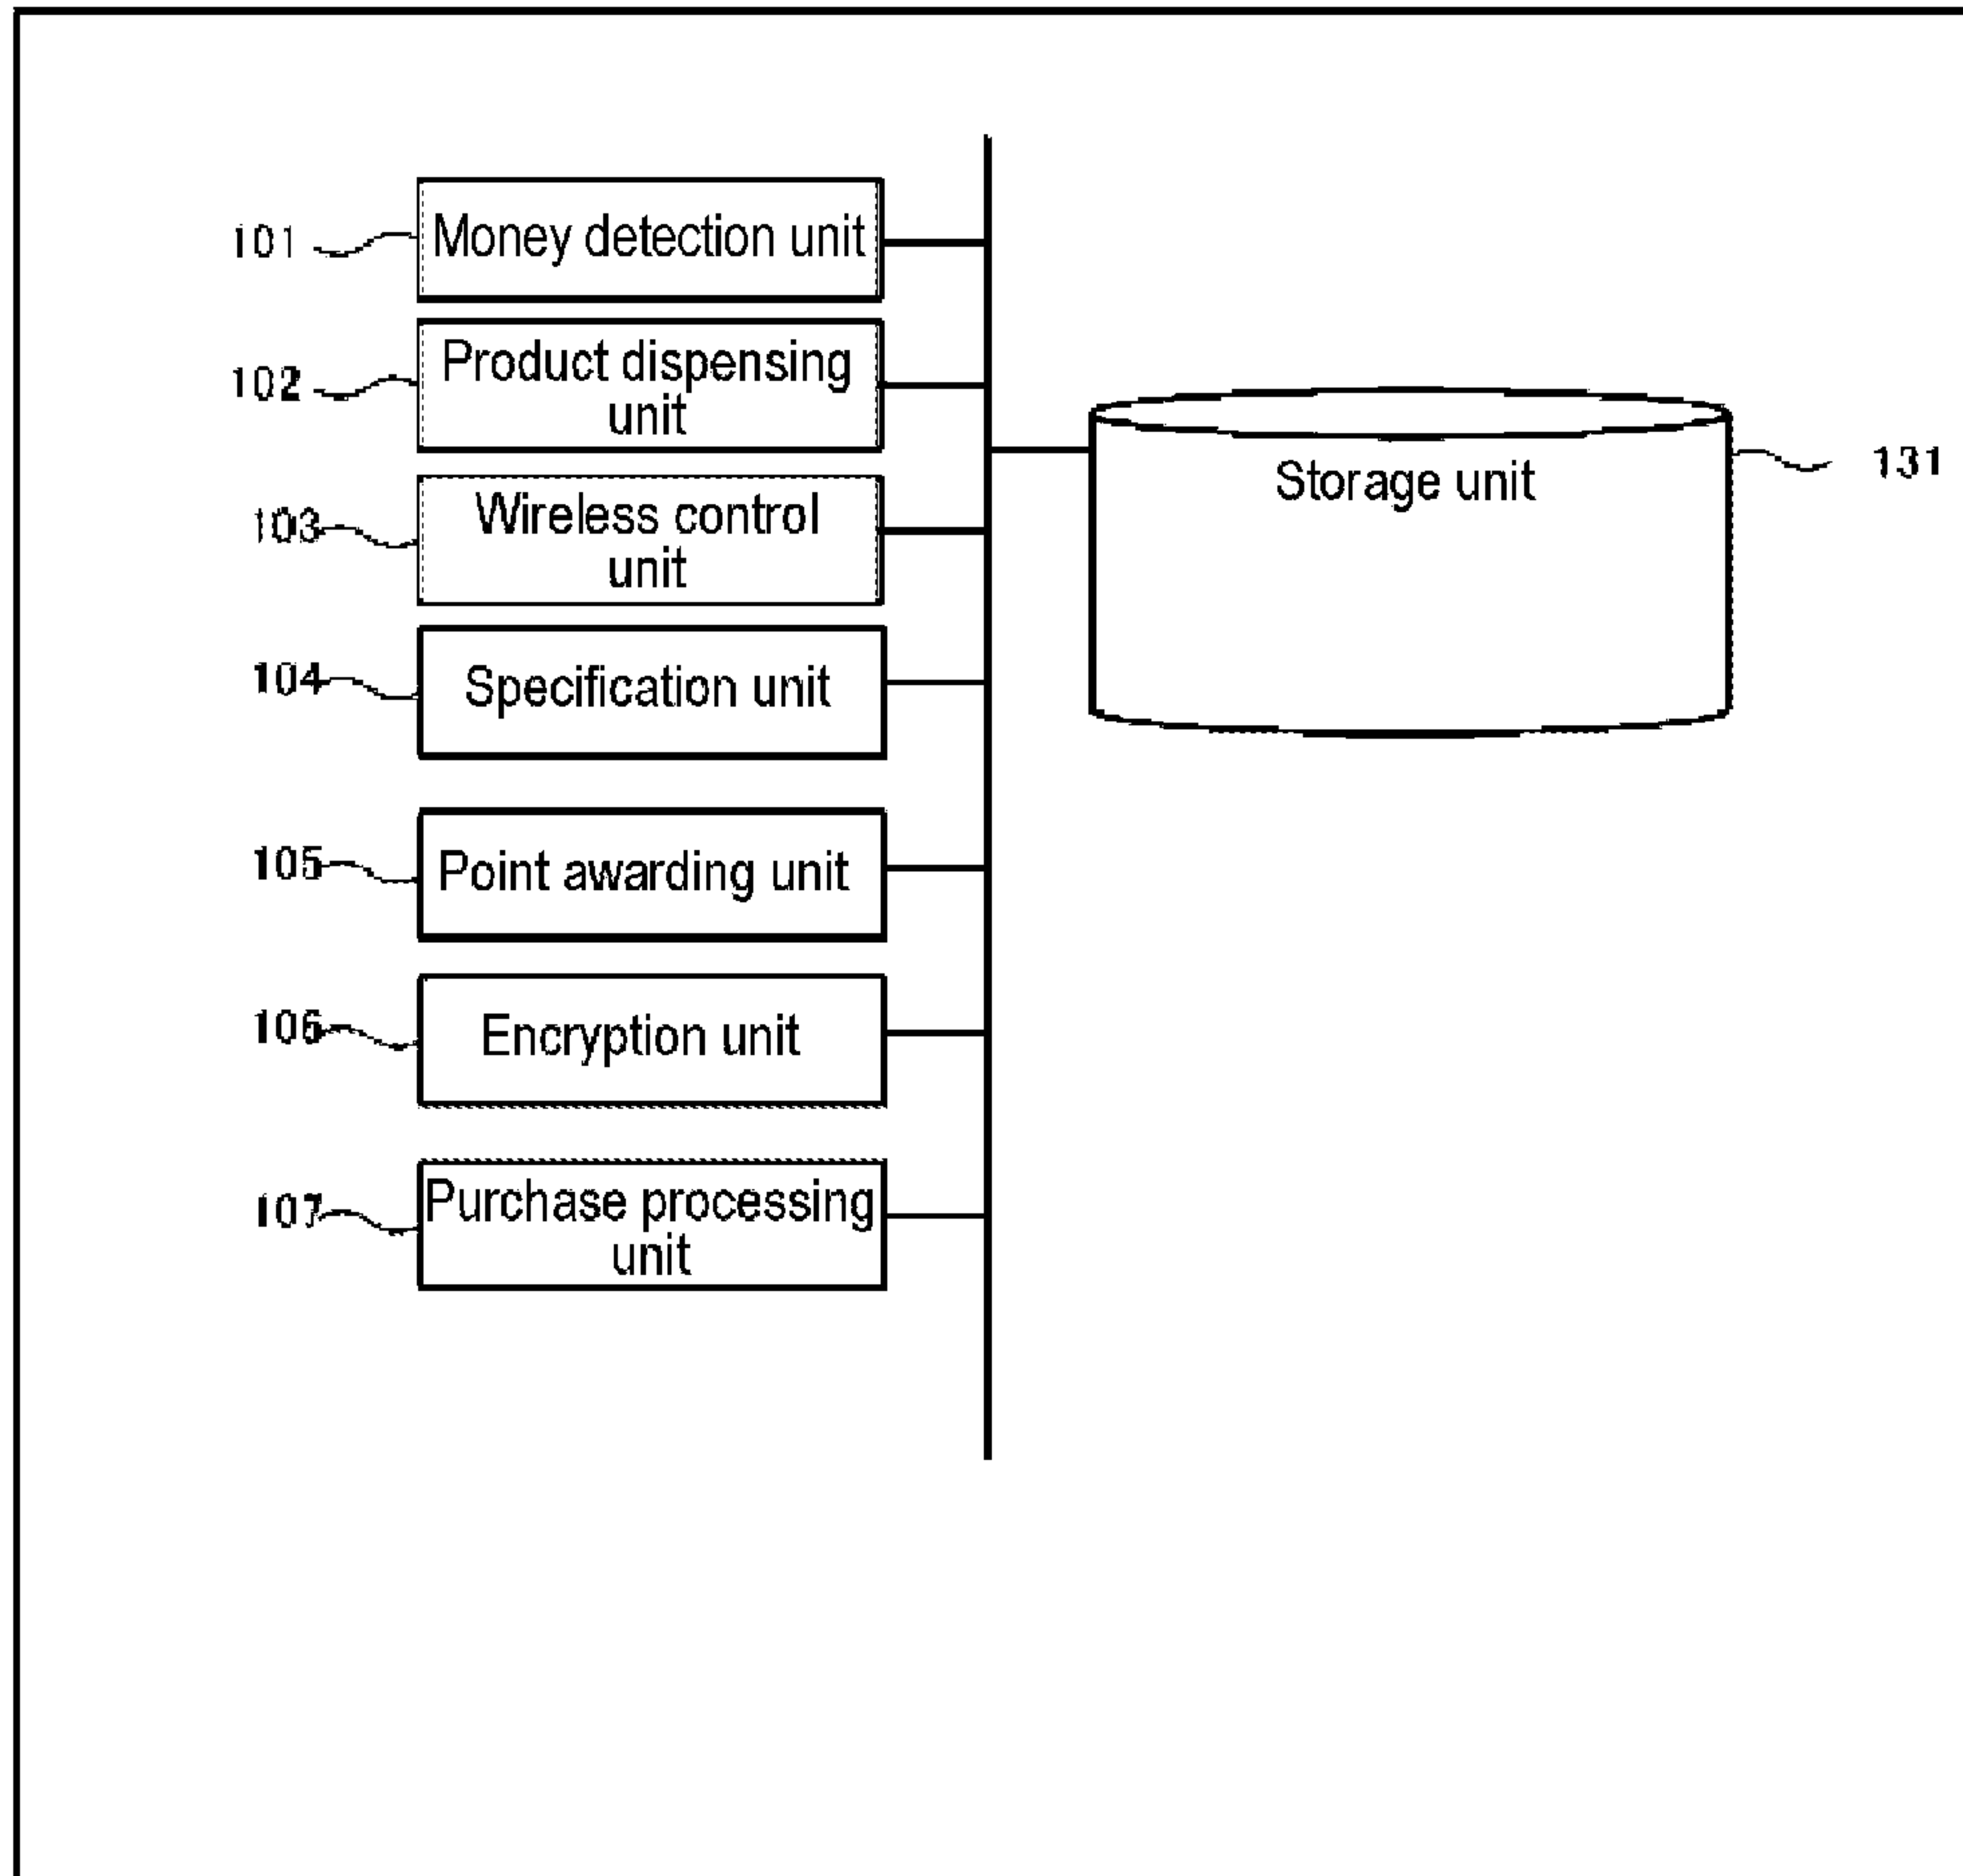 101
Money detection unit
102
Product dispensing
unit
103
Wireless control
unit
104
Specification unit
105
Point awarding unit
106
Encryption unit
107
Purchase processing
unit
Storage unit
131